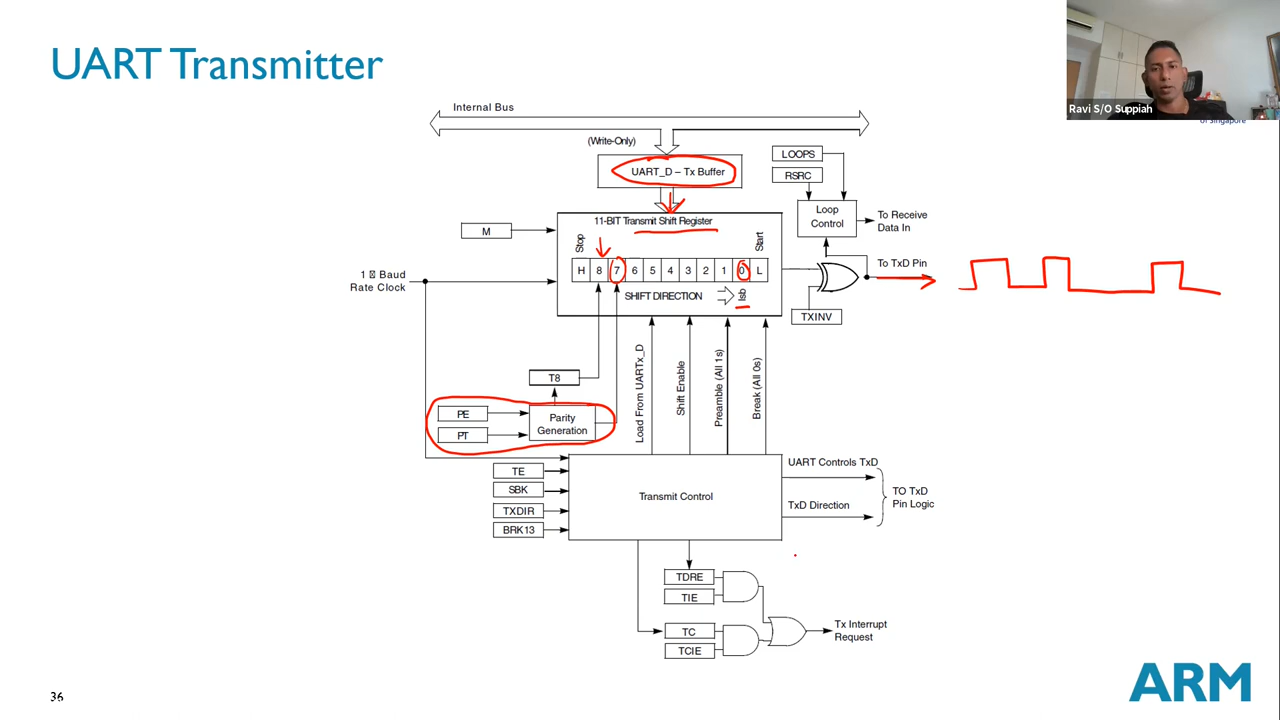 UART Transmitter
Ravi S/O Suppiah
of Singapore
Internal Bus
(Write-Only)
UART_D – Tx Buffer
LOOPS
RSRC
Loop
Control
To Receive
Data In
11-BIT Transmit Shift Register
M
Stop
Start
H 8 7 6 5 4 3 2 1 0 L
To TxD Pin
1 Baud
Rate Clock
SHIFT DIRECTION
lsb
TXINV
T8
PE
PT
Parity
Generation
Load From UARTx_D
Shift Enable
Preamble (All 1s)
Break (All 0s)
TE
SBK
TXDIR
BRK13
Transmit Control
UART Controls TxD
TxD Direction
TO TxD
Pin Logic
TDRE
TIE
TC
TCIE
Tx Interrupt
Request
36
ARM